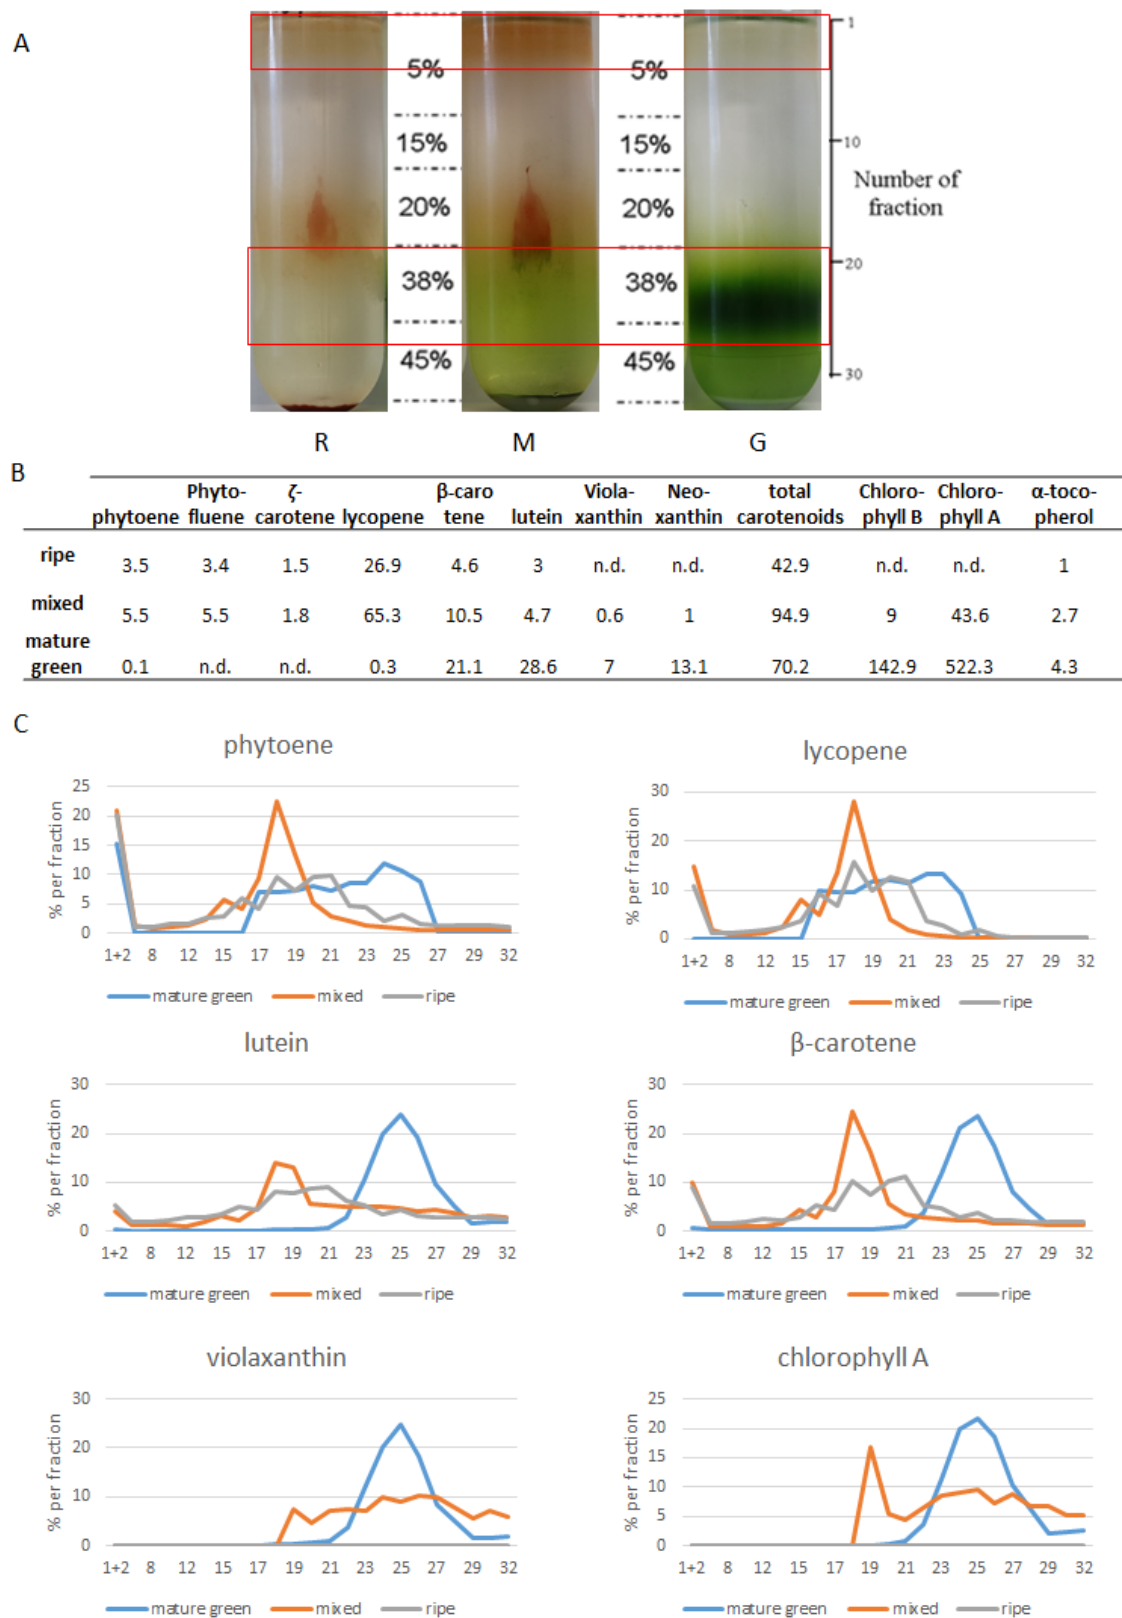 A
5%
15%
20%
38%
45%
5%
15%
20%
38%
45%
1
10
20
30
Number of
fraction
R M G
B
phytoene Phyto-fluene ζ-carotene lycopene β-caro tene lutein Viola-xanthin Neo-xanthin total carotenoids Chloro-phyll B Chloro-phyll A α-toco-pherol
ripe 3.5 3.4 1.5 26.9 4.6 3 n.d. n.d. 42.9 n.d. n.d. 1
mixed 5.5 5.5 1.8 65.3 10.5 4.7 0.6 1 94.9 9 43.6 2.7
mature green 0.1 n.d. n.d. 0.3 21.1 28.6 7 13.1 70.2 142.9 522.3 4.3
C
phytoene
% per fraction
25
20
15
10
5
0
1+2 8 12 15 17 19 21 23 25 27 29 32
mature green mixed ripe
lycopene
% per fraction
30
20
10
0
1+2 8 12 15 17 19 21 23 25 27 29 32
mature green mixed ripe
lutein
% per fraction
30
20
10
0
1+2 8 12 15 17 19 21 23 25 27 29 32
mature green mixed ripe
β-carotene
% per fraction
30
20
10
0
1+2 8 12 15 17 19 21 23 25 27 29 32
mature green mixed ripe
violaxanthin
% per fraction
30
20
10
0
1+2 8 12 15 17 19 21 23 25 27 29 32
mature green mixed ripe
chlorophyll A
% per fraction
25
20
15
10
5
0
1+2 8 12 15 17 19 21 23 25 27 29 32
mature green mixed ripe